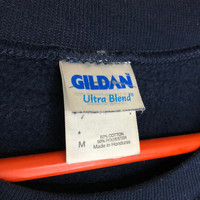 GILDAN
Ultra Blend®
M
50% COTTON
50% POLYESTER
Made in Honduras